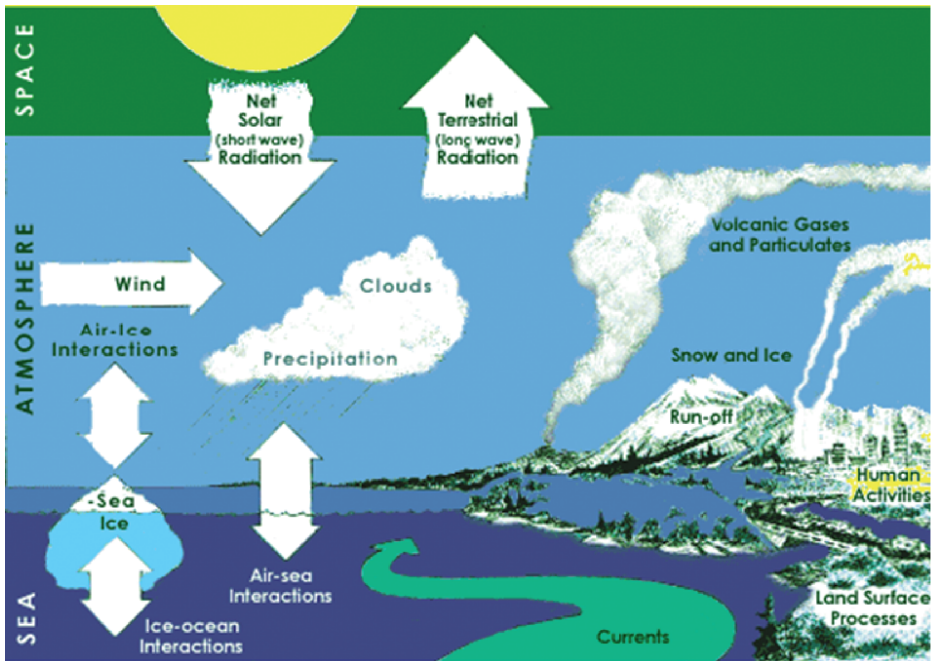 SPACE
Net
Solar
(short wave)
Radiation
Net
Terrestrial
(long wave)
Radiation
ATMOSPHERE
Volcanic Gases
and Particulates
Wind
Clouds
Air-Ice
Interactions
Precipitation
Snow and Ice
Run-off
Human
Activities
-Sea
Ice
Air-sea
Interactions
Land Surface
Processes
SEA
Ice-ocean
Interactions
Currents